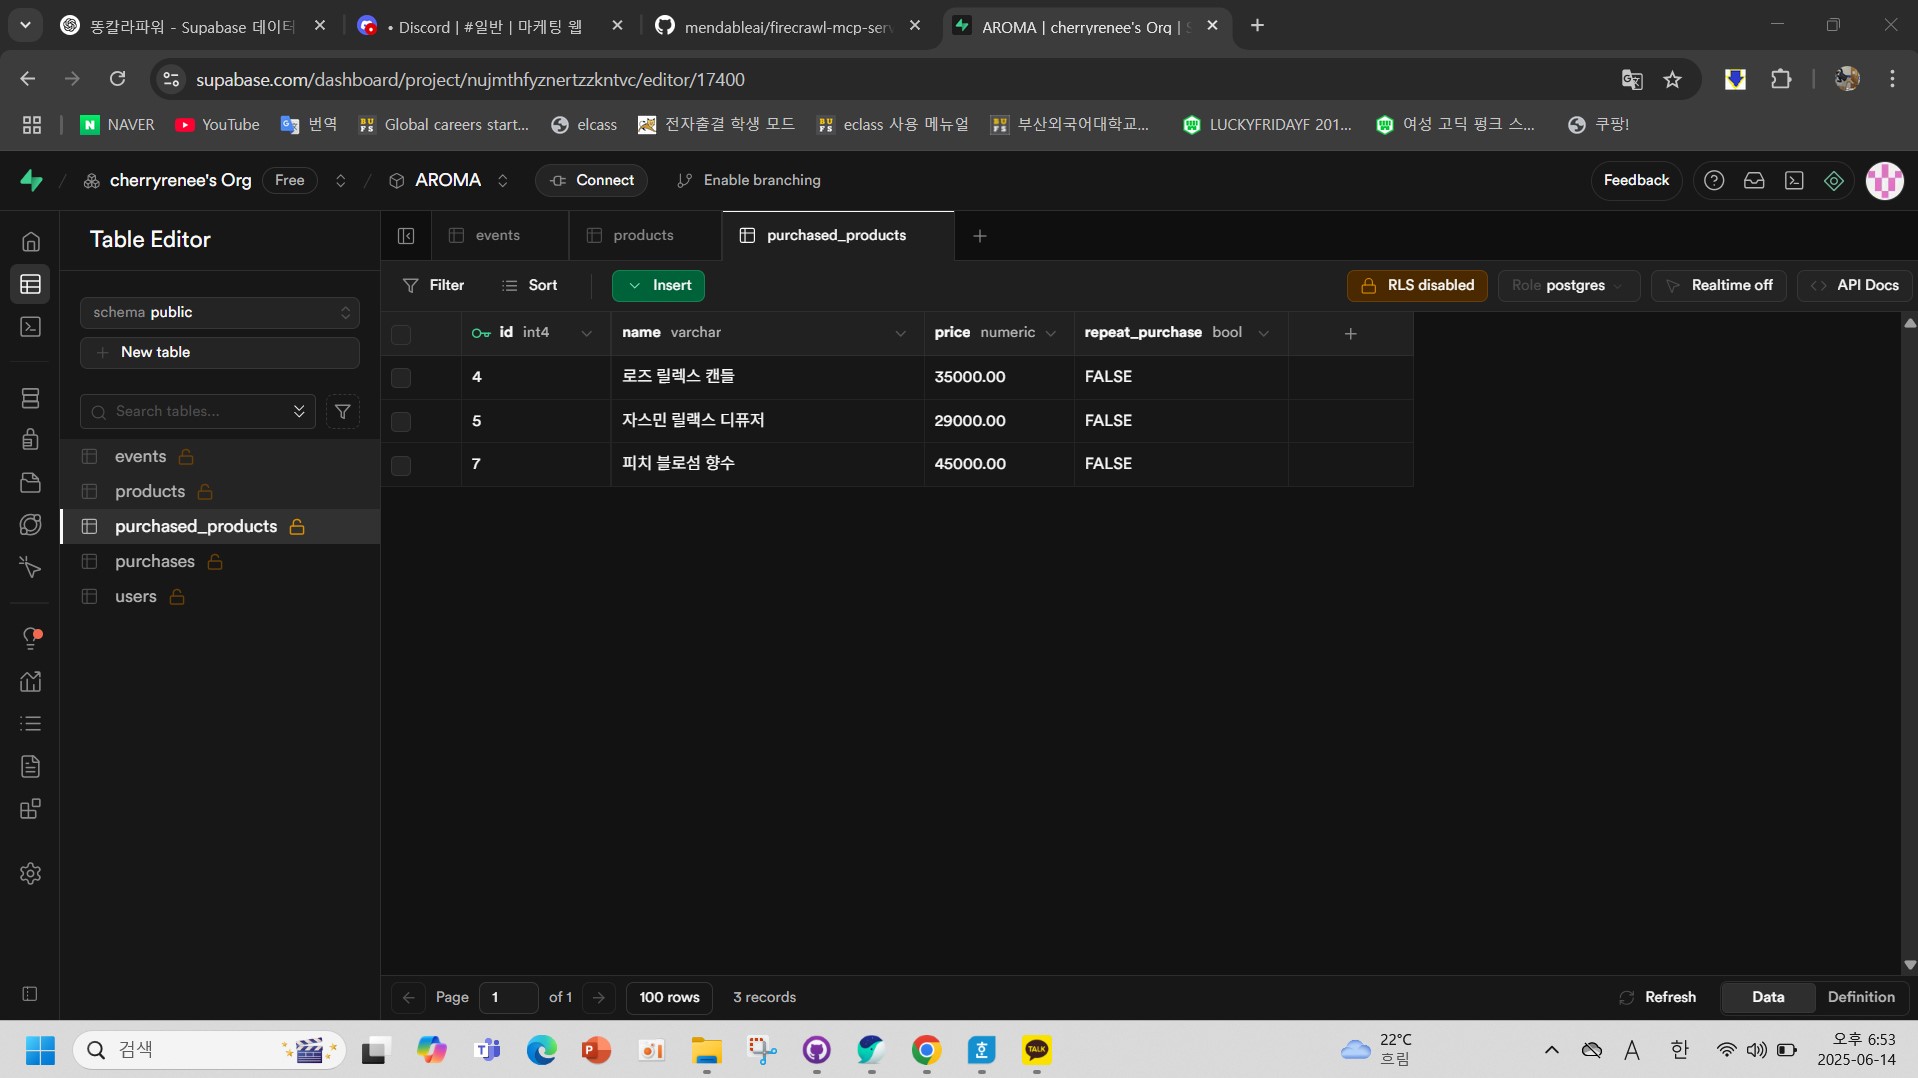 똥칼라파워 - Supabase 데이터
• Discord | #일반 | 마케팅 웹
mendableai/firecrawl-mcp-serv
AROMA | cherryrenee's Org | S
supabase.com/dashboard/project/nujmthfyznertzzkntvc/editor/17400
NAVER
YouTube
번역
Global careers start...
elcass
전자출결 학생 모드
eclass 사용 메뉴얼
부산외국어대학교...
LUCKYFRIDAYF 201...
여성 고딕 펑크 스...
쿠팡!
cherryrenee's Org
Free
AROMA
Connect
Enable branching
Feedback
Table Editor
events
products
purchased_products
schema public
New table
Search tables...
events
products
purchased_products
purchases
users
Filter
Sort
Insert
RLS disabled
Role postgres
Realtime off
API Docs
id int4 name varchar price numeric repeat_purchase bool
4 로즈 릴렉스 캔들 35000.00 FALSE
5 자스민 릴랙스 디퓨저 29000.00 FALSE
7 피치 블로섬 향수 45000.00 FALSE
Page 1 of 1
100 rows
3 records
Refresh
Data
Definition
검색
22°C
흐림
A
한
오후 6:53
2025-06-14